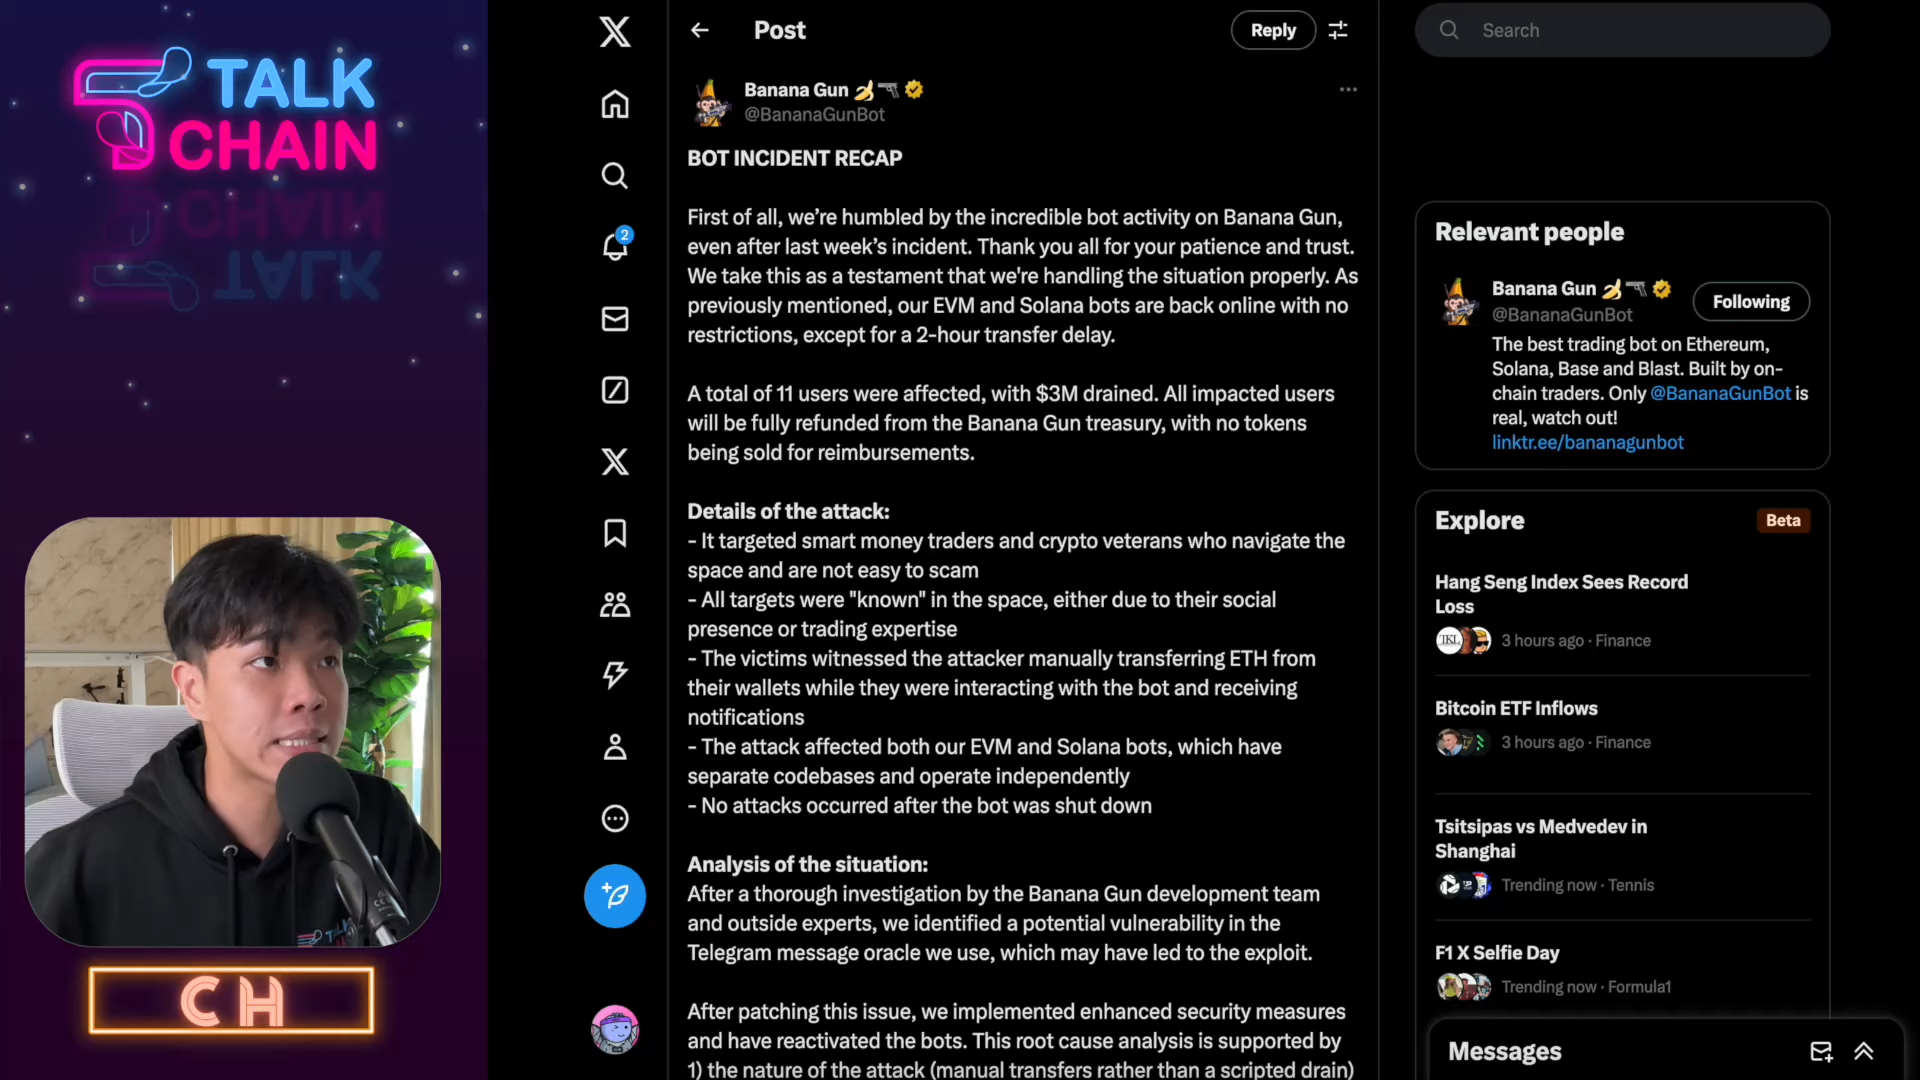 TALK
CHAIN
CH
2
Post
Reply
Banana Gun
@BananaGunBot
BOT INCIDENT RECAP
First of all, we’re humbled by the incredible bot activity on Banana Gun,
even after last week’s incident. Thank you all for your patience and trust.
We take this as a testament that we're handling the situation properly. As
previously mentioned, our EVM and Solana bots are back online with no
restrictions, except for a 2-hour transfer delay.
A total of 11 users were affected, with $3M drained. All impacted users
will be fully refunded from the Banana Gun treasury, with no tokens
being sold for reimbursements.
Details of the attack:
- It targeted smart money traders and crypto veterans who navigate the
space and are not easy to scam
- All targets were "known" in the space, either due to their social
presence or trading expertise
- The victims witnessed the attacker manually transferring ETH from
their wallets while they were interacting with the bot and receiving
notifications
- The attack affected both our EVM and Solana bots, which have
separate codebases and operate independently
- No attacks occurred after the bot was shut down
Analysis of the situation:
After a thorough investigation by the Banana Gun development team
and outside experts, we identified a potential vulnerability in the
Telegram message oracle we use, which may have led to the exploit.
After patching this issue, we implemented enhanced security measures
and have reactivated the bots. This root cause analysis is supported by
1) the nature of the attack (manual transfers rather than a scripted drain)
Search
Relevant people
Banana Gun
@BananaGunBot
Following
The best trading bot on Ethereum,
Solana, Base and Blast. Built by on-
chain traders. Only @BananaGunBot is
real, watch out!
linktr.ee/bananagunbot
Explore
Beta
Hang Seng Index Sees Record
Loss
3 hours ago · Finance
Bitcoin ETF Inflows
3 hours ago · Finance
Tsitsipas vs Medvedev in
Shanghai
Trending now · Tennis
F1 X Selfie Day
Trending now · Formula1
Messages